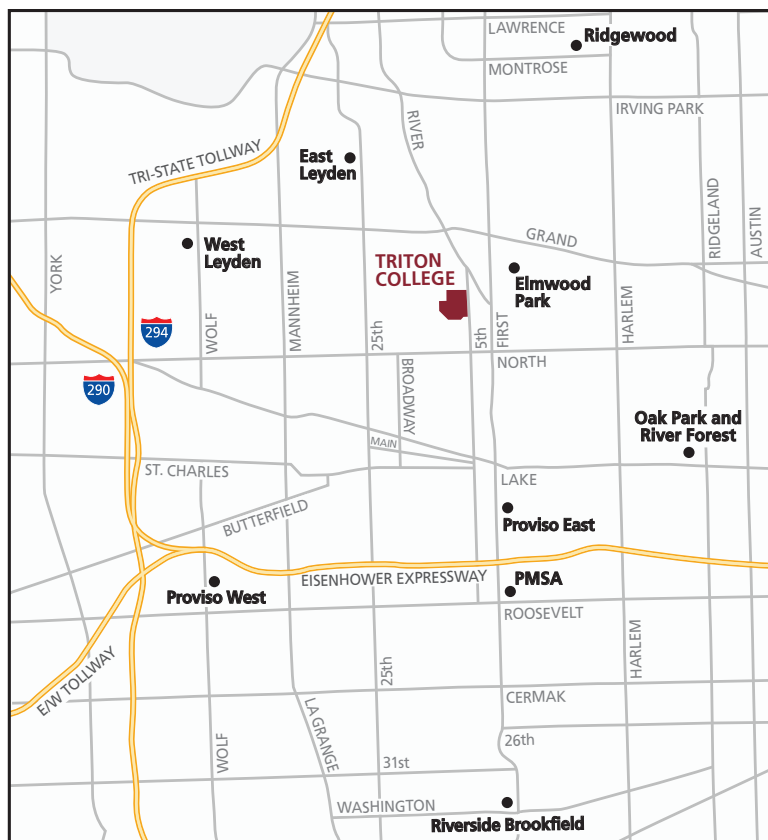 LAWRENCE
Ridgewood
MONTROSE
IRVING PARK
RIVER
TRI-STATE TOLLWAY
East
Leyden
RIDGELAND
AUSTIN
West
Leyden
GRAND
YORK
TRITON
COLLEGE
Elmwood
Park
MANNHEIM
HARLEM
WOLF
25th
5th
FIRST
294
NORTH
290
BROADWAY
Oak Park and
River Forest
MAIN
ST. CHARLES
LAKE
BUTTERFIELD
Proviso East
EISENHOWER EXPRESSWAY
PMSA
Proviso West
ROOSEVELT
HARLEM
E/W TOLLWAY
25th
CERMAK
LA GRANGE
WOLF
26th
31st
WASHINGTON
Riverside Brookfield